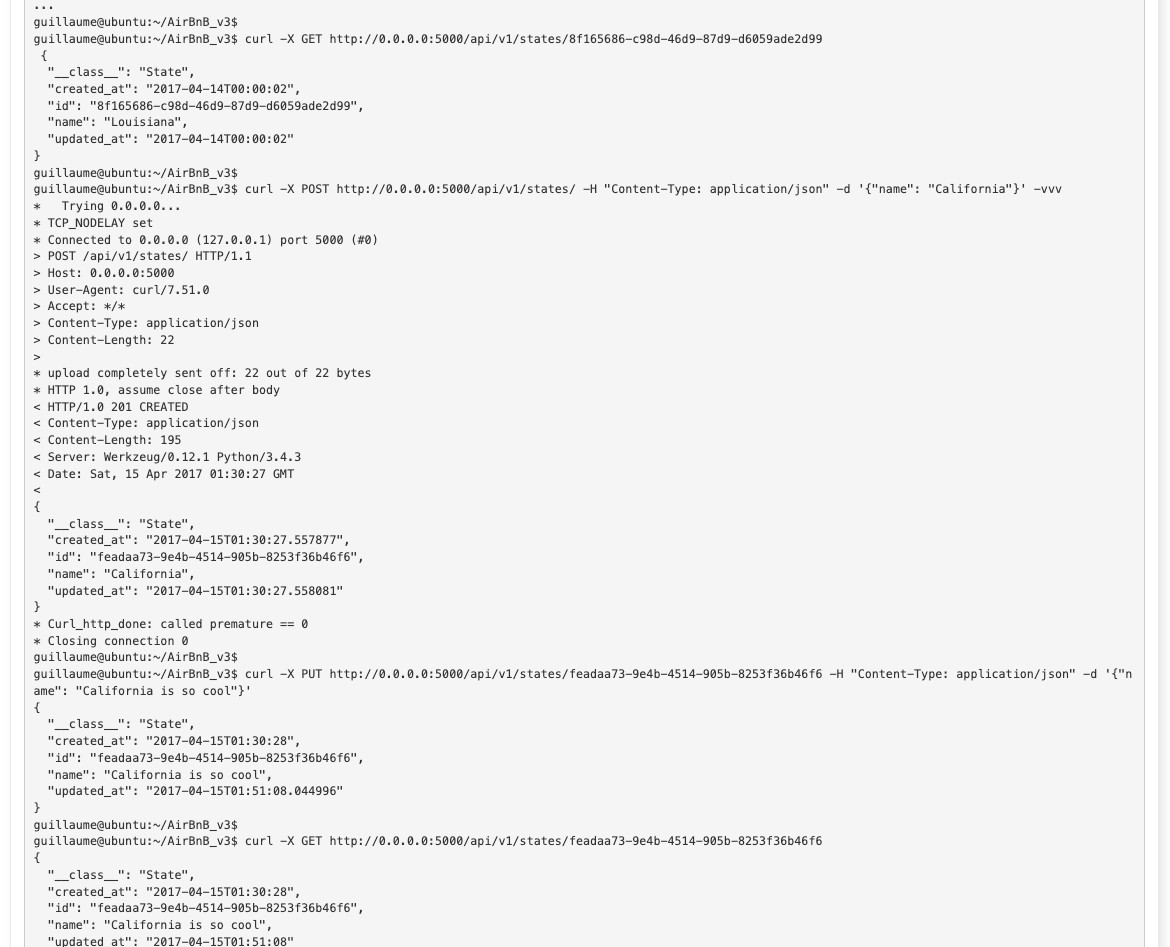 ...
guillaume@ubuntu:~/AirBnB_v3$
guillaume@ubuntu:~/AirBnB_v3$ curl -X GET http://0.0.0.0:5000/api/v1/states/8f165686-c98d-46d9-87d9-d6059ade2d99
 {
  "__class__": "State",
  "created_at": "2017-04-14T00:00:02",
  "id": "8f165686-c98d-46d9-87d9-d6059ade2d99",
  "name": "Louisiana",
  "updated_at": "2017-04-14T00:00:02"
}
guillaume@ubuntu:~/AirBnB_v3$
guillaume@ubuntu:~/AirBnB_v3$ curl -X POST http://0.0.0.0:5000/api/v1/states/ -H "Content-Type: application/json" -d '{"name": "California"}' -vvv
*   Trying 0.0.0.0...
* TCP_NODELAY set
* Connected to 0.0.0.0 (127.0.0.1) port 5000 (#0)
> POST /api/v1/states/ HTTP/1.1
> Host: 0.0.0.0:5000
> User-Agent: curl/7.51.0
> Accept: */*
> Content-Type: application/json
> Content-Length: 22
>
* upload completely sent off: 22 out of 22 bytes
* HTTP 1.0, assume close after body
< HTTP/1.0 201 CREATED
< Content-Type: application/json
< Content-Length: 195
< Server: Werkzeug/0.12.1 Python/3.4.3
< Date: Sat, 15 Apr 2017 01:30:27 GMT
<
{
  "__class__": "State",
  "created_at": "2017-04-15T01:30:27.557877",
  "id": "feadaa73-9e4b-4514-905b-8253f36b46f6",
  "name": "California",
  "updated_at": "2017-04-15T01:30:27.558081"
}
* Curl_http_done: called premature == 0
* Closing connection 0
guillaume@ubuntu:~/AirBnB_v3$
guillaume@ubuntu:~/AirBnB_v3$ curl -X PUT http://0.0.0.0:5000/api/v1/states/feadaa73-9e4b-4514-905b-8253f36b46f6 -H "Content-Type: application/json" -d '{"n
ame": "California is so cool"}'
{
  "__class__": "State",
  "created_at": "2017-04-15T01:30:28",
  "id": "feadaa73-9e4b-4514-905b-8253f36b46f6",
  "name": "California is so cool",
  "updated_at": "2017-04-15T01:51:08.044996"
}
guillaume@ubuntu:~/AirBnB_v3$
guillaume@ubuntu:~/AirBnB_v3$ curl -X GET http://0.0.0.0:5000/api/v1/states/feadaa73-9e4b-4514-905b-8253f36b46f6
{
  "__class__": "State",
  "created_at": "2017-04-15T01:30:28",
  "id": "feadaa73-9e4b-4514-905b-8253f36b46f6",
  "name": "California is so cool",
  "updated_at": "2017-04-15T01:51:08"